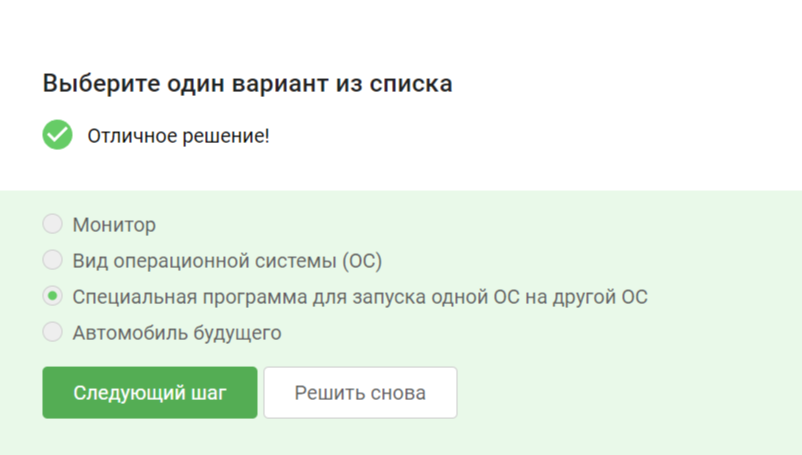 Выберите один вариант из списка
Отличное решение!
Монитор
Вид операционной системы (ОС)
Специальная программа для запуска одной ОС на другой ОС
Автомобиль будущего
Следующий шаг
Решить снова